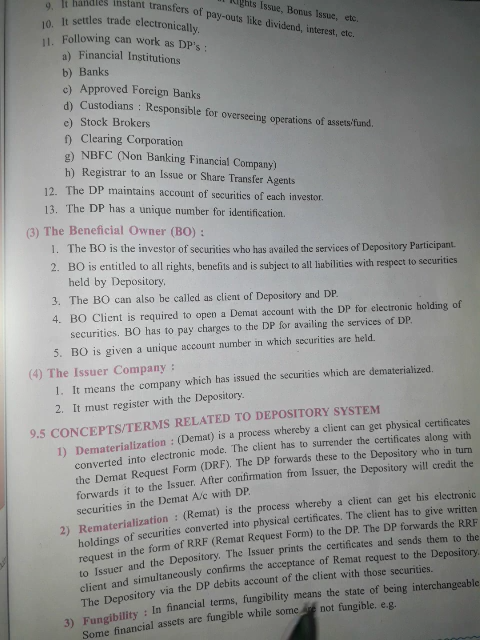 9. It handles instant transfers of pay-outs like dividend, interest, etc.
Rights Issue, Bonus Issue, etc.
10. It settles trade electronically.
11. Following can work as DP's :
a) Financial Institutions
b) Banks
c) Approved Foreign Banks
d) Custodians : Responsible for overseeing operations of assets/fund.
e) Stock Brokers
f) Clearing Corporation
g) NBFC (Non Banking Financial Company)
h) Registrar to an Issue or Share Transfer Agents
12. The DP maintains account of securities of each investor.
13. The DP has a unique number for identification.
(3) The Beneficial Owner (BO) :
1. The BO is the investor of securities who has availed the services of Depository Participant.
2. BO is entitled to all rights, benefits and is subject to all liabilities with respect to securities
held by Depository.
3. The BO can also be called as client of Depository and DP.
4. BO Client is required to open a Demat account with the DP for electronic holding of
securities. BO has to pay charges to the DP for availing the services of DP.
5. BO is given a unique account number in which securities are held.
(4) The Issuer Company :
1. It means the company which has issued the securities which are dematerialized.
2. It must register with the Depository.
9.5 CONCEPTS/TERMS RELATED TO DEPOSITORY SYSTEM
1) Dematerialization : (Demat) is a process whereby a client can get physical certificates
converted into electronic mode. The client has to surrender the certificates along with
the Demat Request Form (DRF). The DP forwards these to the Depository who in turn
forwards it to the Issuer. After confirmation from Issuer, the Depository will credit the
securities in the Demat A/c with DP.
2) Rematerialization : (Remat) is the process whereby a client can get his electronic
holdings of securities converted into physical certificates. The client has to give written
request in the form of RRF (Remat Request Form) to the DP. The DP forwards the RRF
to Issuer and the Depository. The Issuer prints the certificates and sends them to the
client and simultaneously confirms the acceptance of Remat request to the Depository.
The Depository via the DP debits account of the client with those securities.
3) Fungibility : In financial terms, fungibility means the state of being interchangeable
Some financial assets are fungible while some are not fungible. e.g.